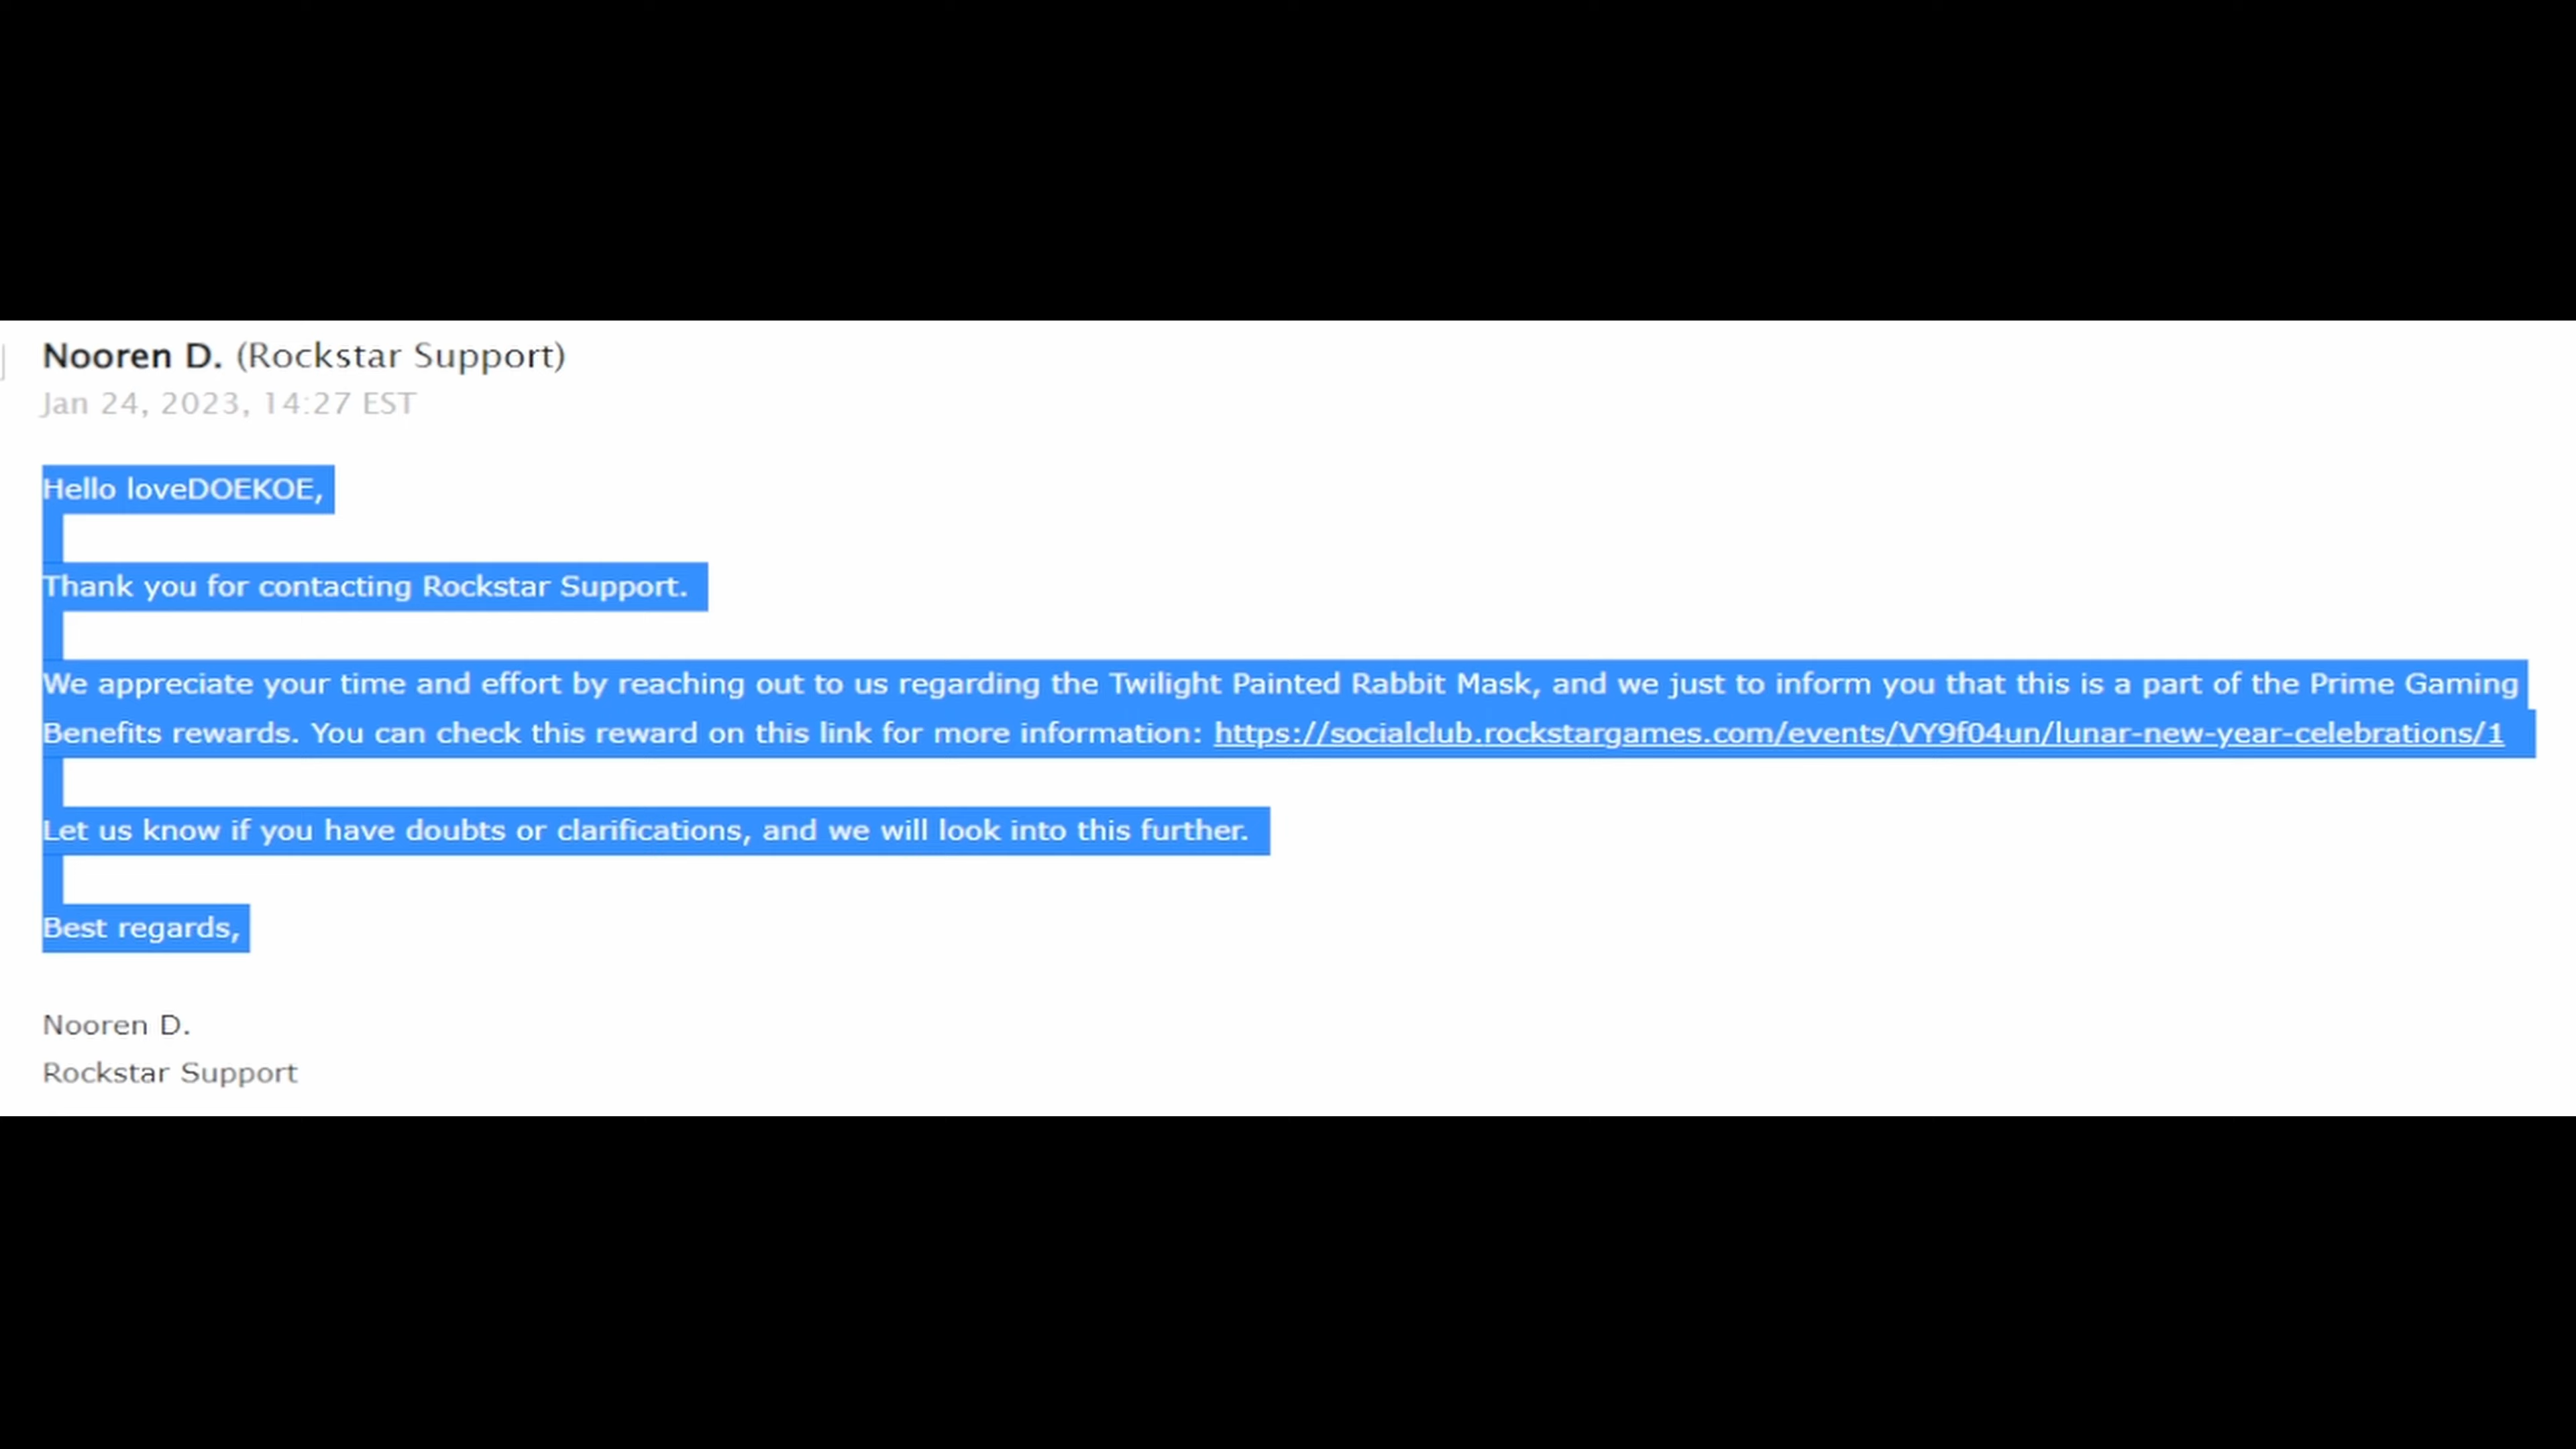 Nooren D. (Rockstar Support)
Jan 24, 2023, 14:27 EST
Hello loveDOEKOE,
Thank you for contacting Rockstar Support.
We appreciate your time and effort by reaching out to us regarding the Twilight Painted Rabbit Mask, and we just to inform you that this is a part of the Prime Gaming
Benefits rewards. You can check this reward on this link for more information: https://socialclub.rockstargames.com/events/VY9f04un/lunar-new-year-celebrations/1
Let us know if you have doubts or clarifications, and we will look into this further.
Best regards,
Nooren D.
Rockstar Support